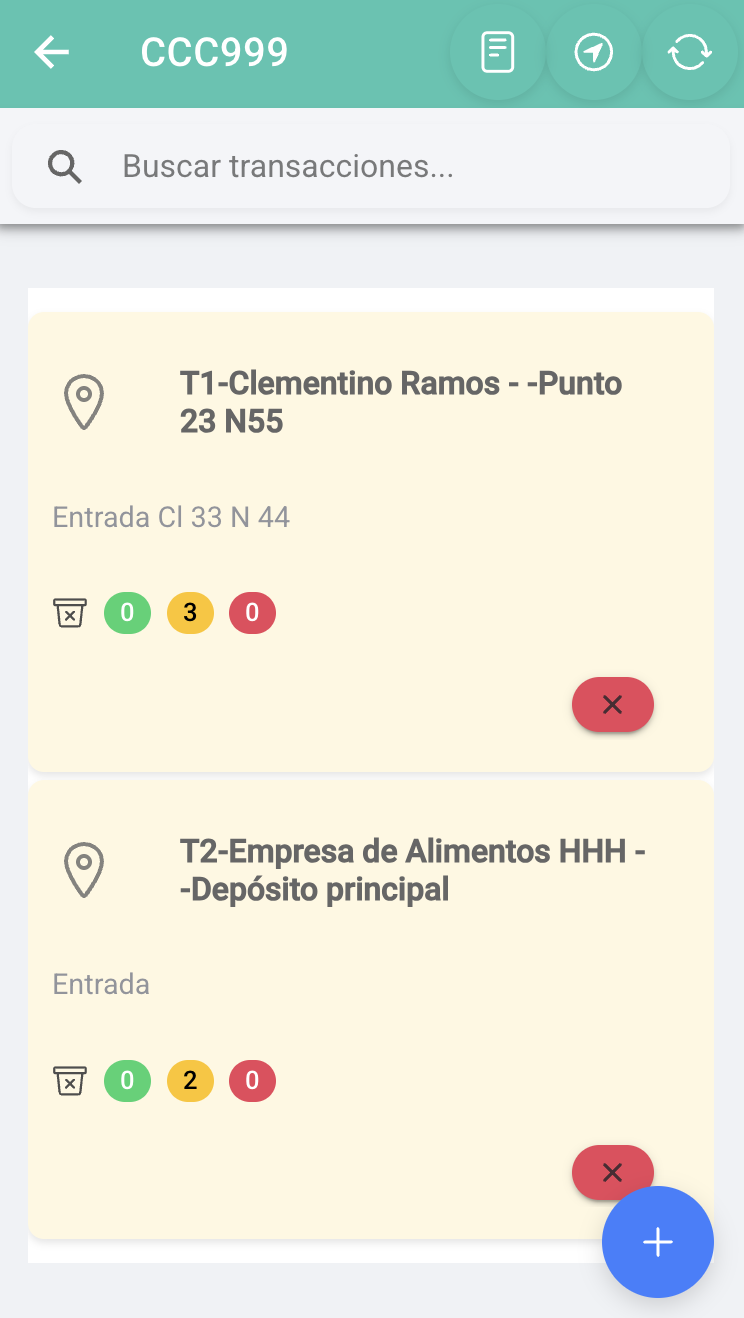 CCC999
Buscar transacciones...
T1-Clementino Ramos - -Punto
23 N55
Entrada Cl 33 N 44
0 3 0
T2-Empresa de Alimentos HHH -
-Depósito principal
Entrada
0 2 0